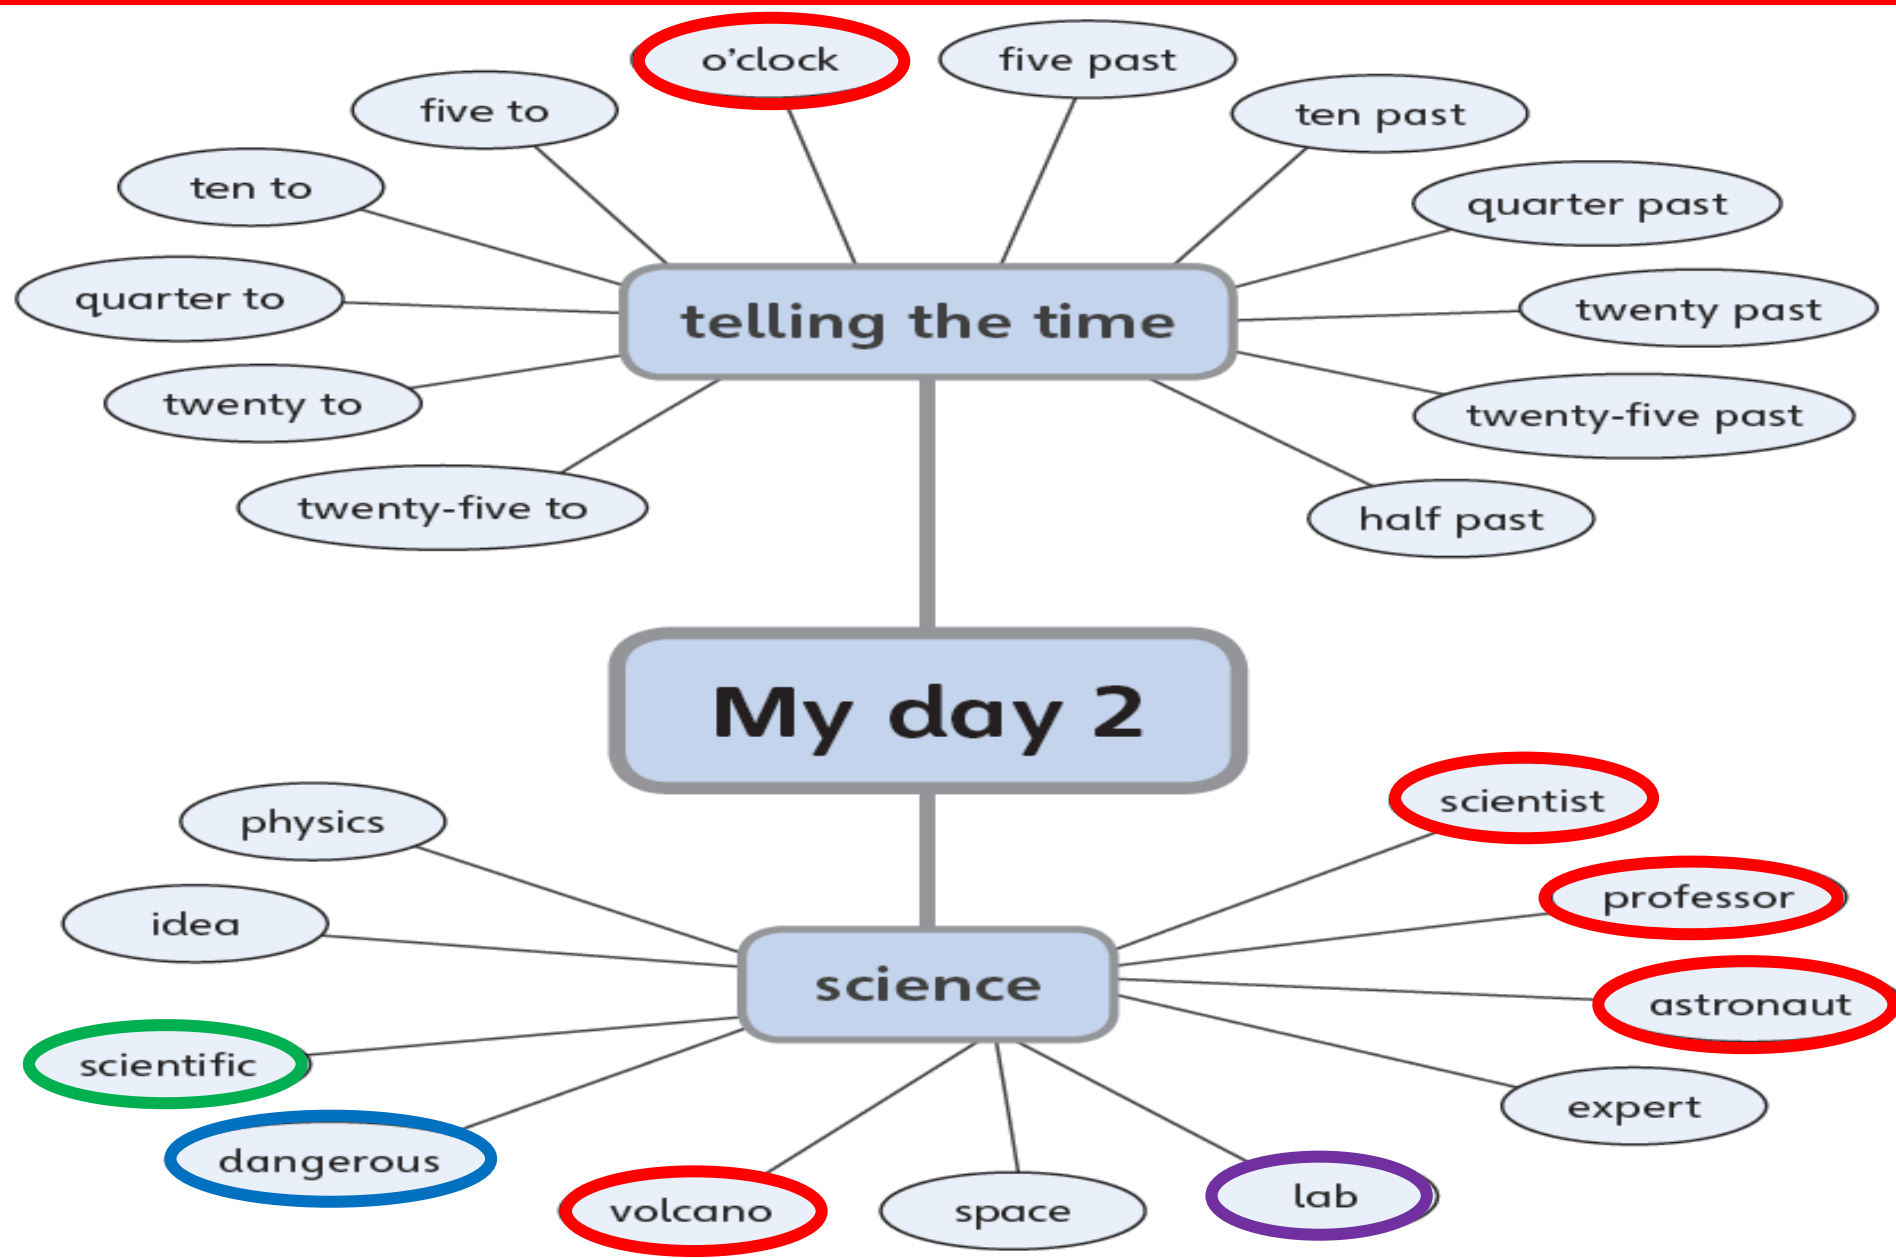 o'clock
five past
five to
ten past
ten to
quarter past
quarter to
telling the time
twenty past
twenty to
twenty-five past
twenty-five to
half past
My day 2
physics
scientist
idea
professor
science
astronaut
scientific
expert
dangerous
volcano
space
lab